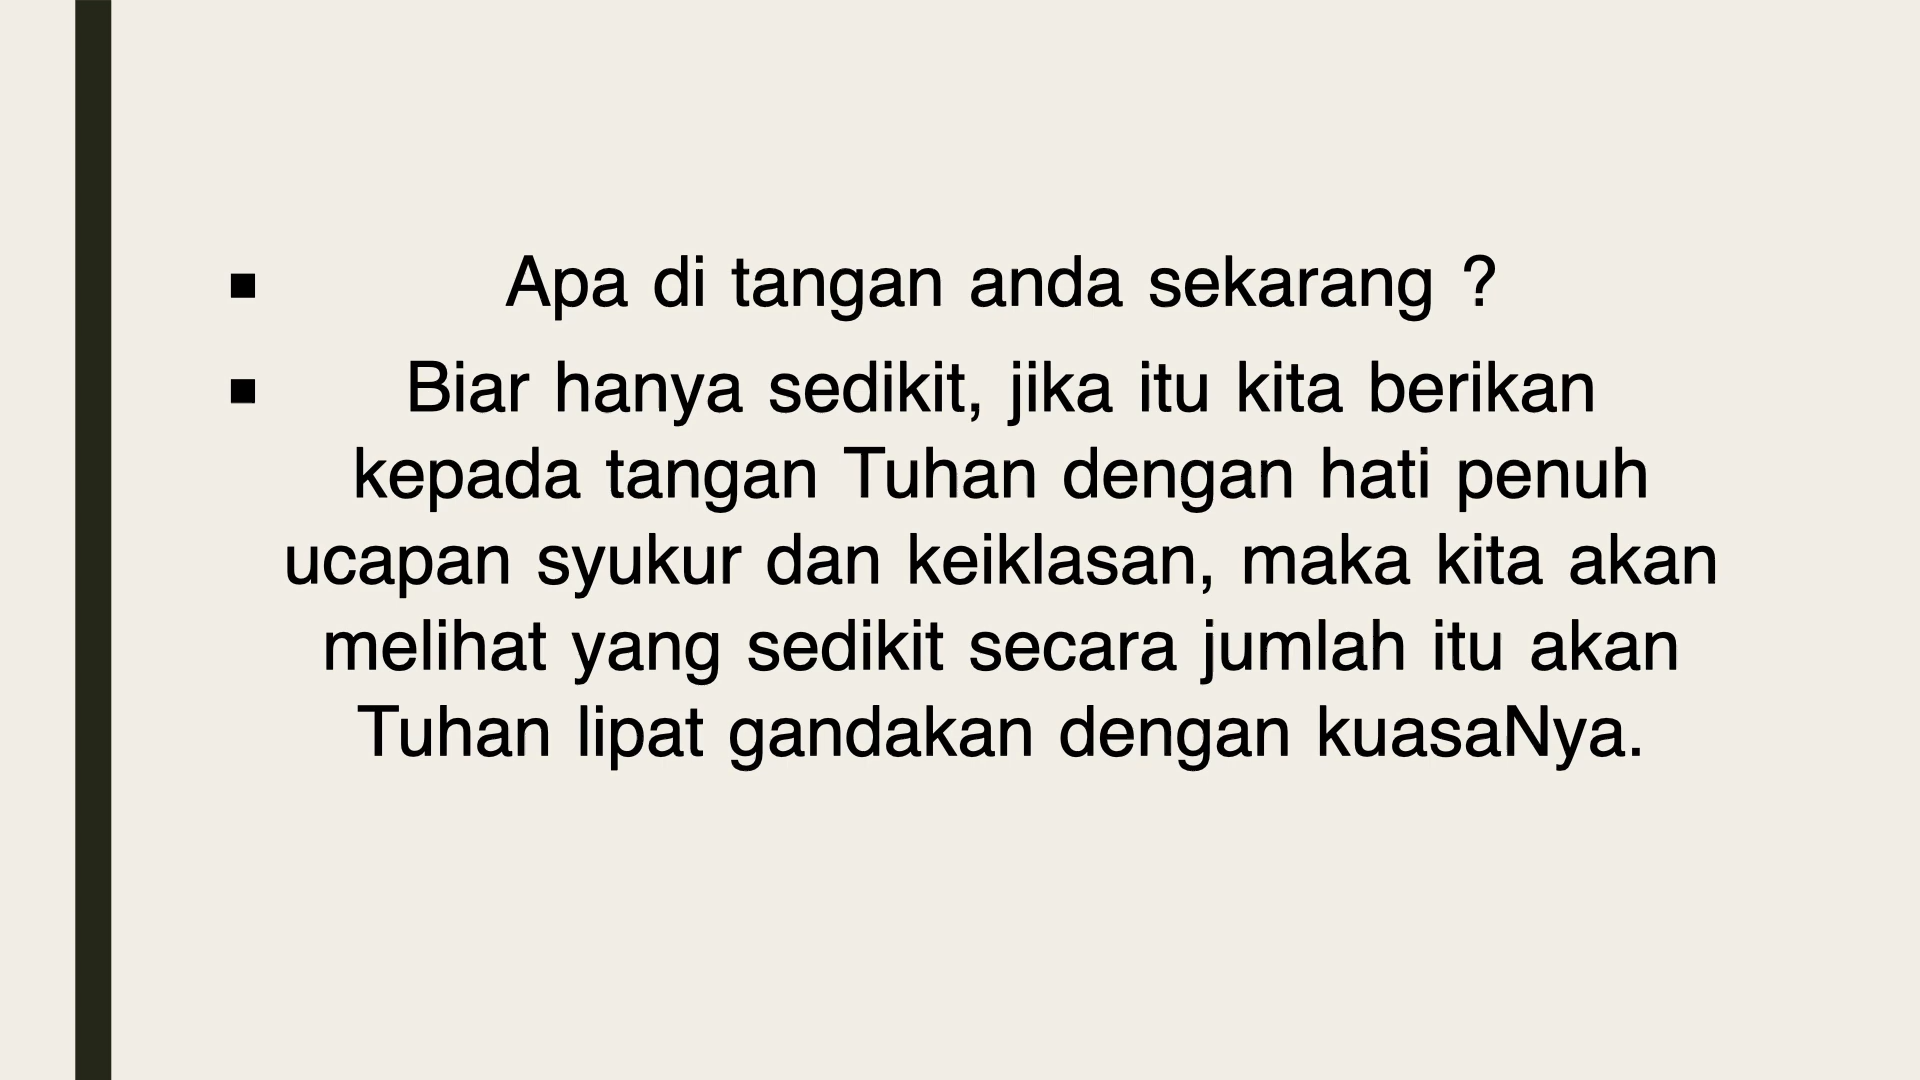 ▪ Apa di tangan anda sekarang ?
▪ Biar hanya sedikit, jika itu kita berikan
kepada tangan Tuhan dengan hati penuh
ucapan syukur dan keiklasan, maka kita akan
melihat yang sedikit secara jumlah itu akan
Tuhan lipat gandakan dengan kuasaNya.